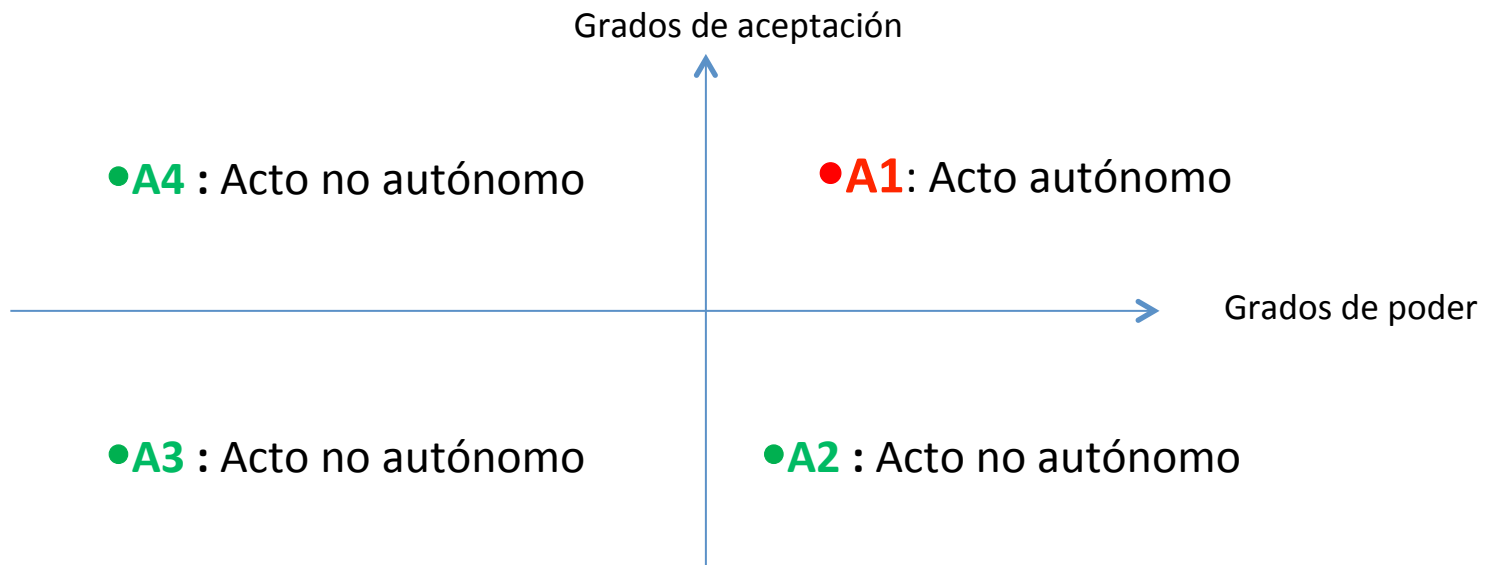 Grados de aceptación
•A4 : Acto no autónomo
•A1: Acto autónomo
Grados de poder
•A3 : Acto no autónomo
•A2 : Acto no autónomo